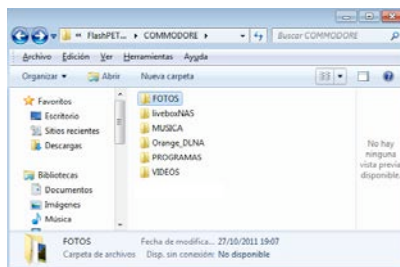 FlashPET... ▸ COMMODORE ▸
Buscar COMMODORE
Archivo Edición Ver Herramientas Ayuda
Organizar Abrir Nueva carpeta
Favoritos
Escritorio
Sitios recientes
Descargas
Bibliotecas
Documentos
Imágenes
Música
FOTOS
liveboxNAS
MUSICA
Orange_DLNA
PROGRAMAS
VIDEOS
No hay
ninguna
vista previa
disponible.
FOTOS Fecha de modifica... 27/10/2011 19:07
Carpeta de archivos Disp. sin conexión: No disponible